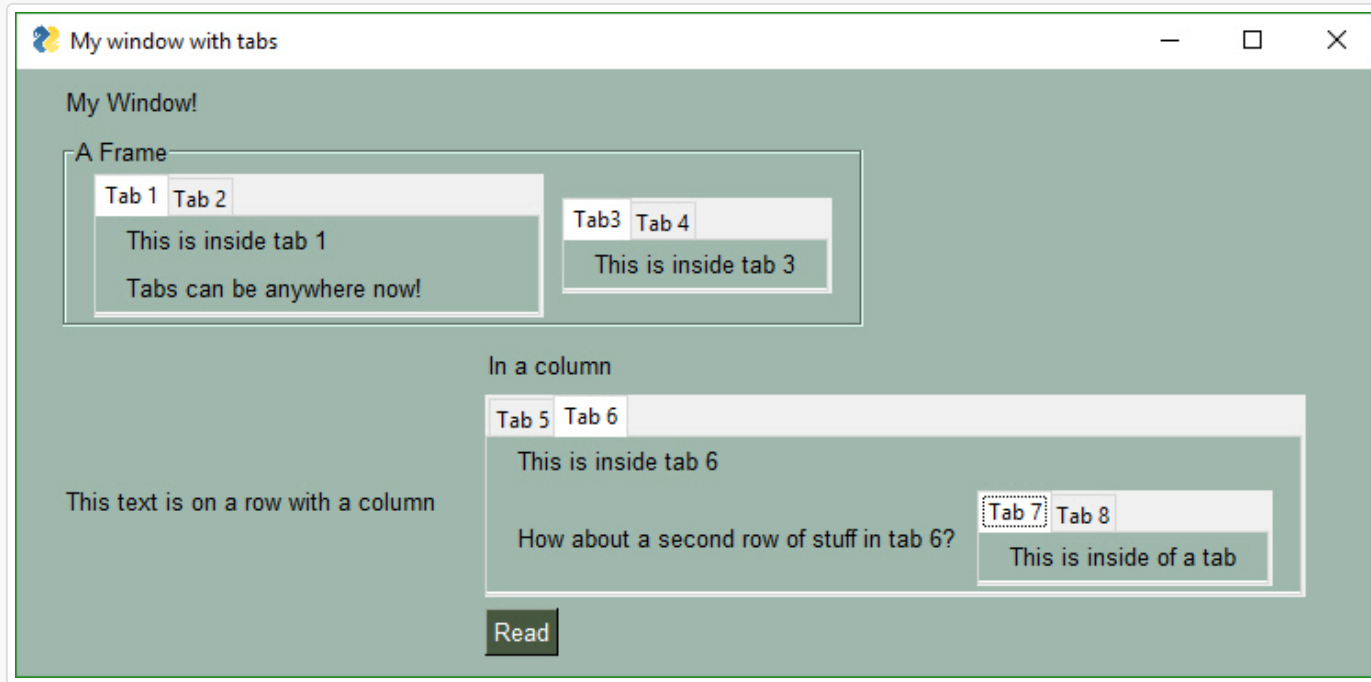 My window with tabs
My Window!
A Frame
Tab 1 Tab 2
This is inside tab 1
Tabs can be anywhere now!
Tab3 Tab 4
This is inside tab 3
This text is on a row with a column
In a column
Tab 5 Tab 6
This is inside tab 6
How about a second row of stuff in tab 6?
Tab 7 Tab 8
This is inside of a tab
Read